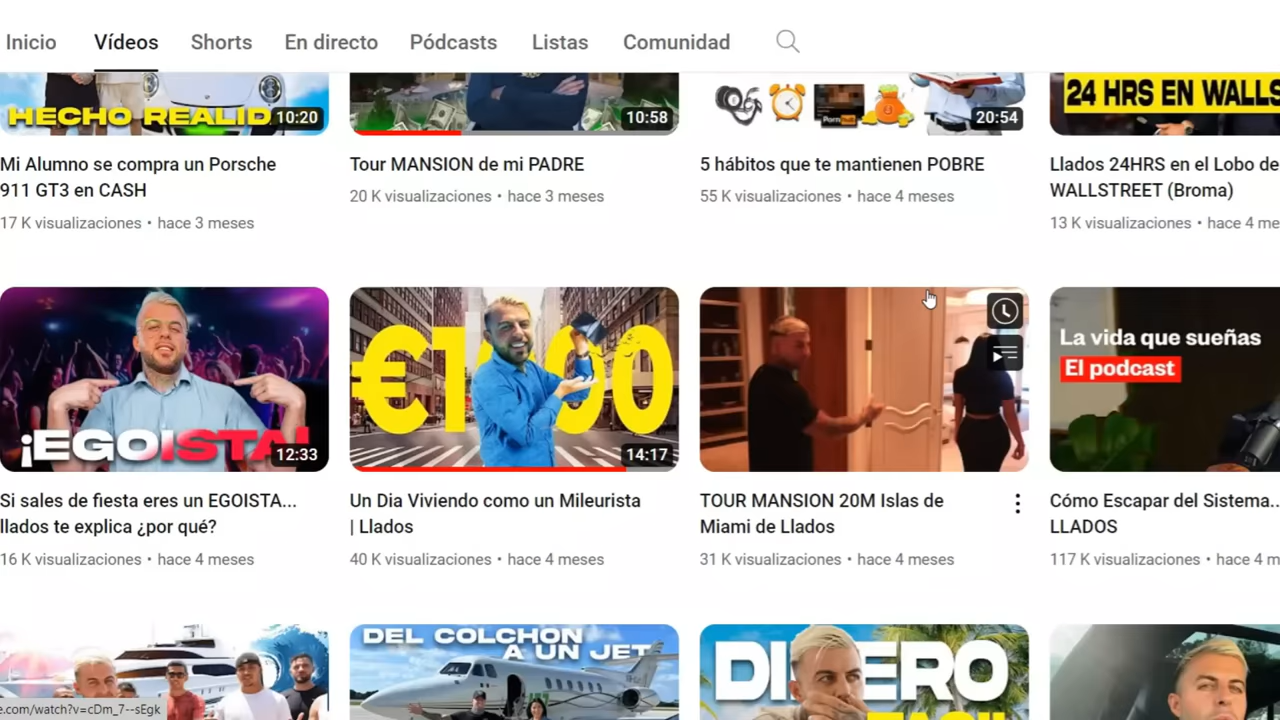 Inicio
Vídeos
Shorts
En directo
Pódcasts
Listas
Comunidad
HECHO REALID
10:20
10:58
20:54
24 HRS EN WALLS
Mi Alumno se compra un Porsche
911 GT3 en CASH
17 K visualizaciones • hace 3 meses
Tour MANSION de mi PADRE
20 K visualizaciones • hace 3 meses
5 hábitos que te mantienen POBRE
55 K visualizaciones • hace 4 meses
Llados 24HRS en el Lobo de
WALLSTREET (Broma)
13 K visualizaciones • hace 4 me
¡EGOISTA!
12:33
€1
00
14:17
La vida que sueñas
El podcast
Si sales de fiesta eres un EGOISTA...
llados te explica ¿por qué?
16 K visualizaciones • hace 4 meses
Un Dia Viviendo como un Mileurista
| Llados
40 K visualizaciones • hace 4 meses
TOUR MANSION 20M Islas de
Miami de Llados
31 K visualizaciones • hace 4 meses
Cómo Escapar del Sistema..
LLADOS
117 K visualizaciones • hace 4 m
DEL COLCHON
A UN JET
DINERO
e.com/watch?v=cDm_7--sEgk